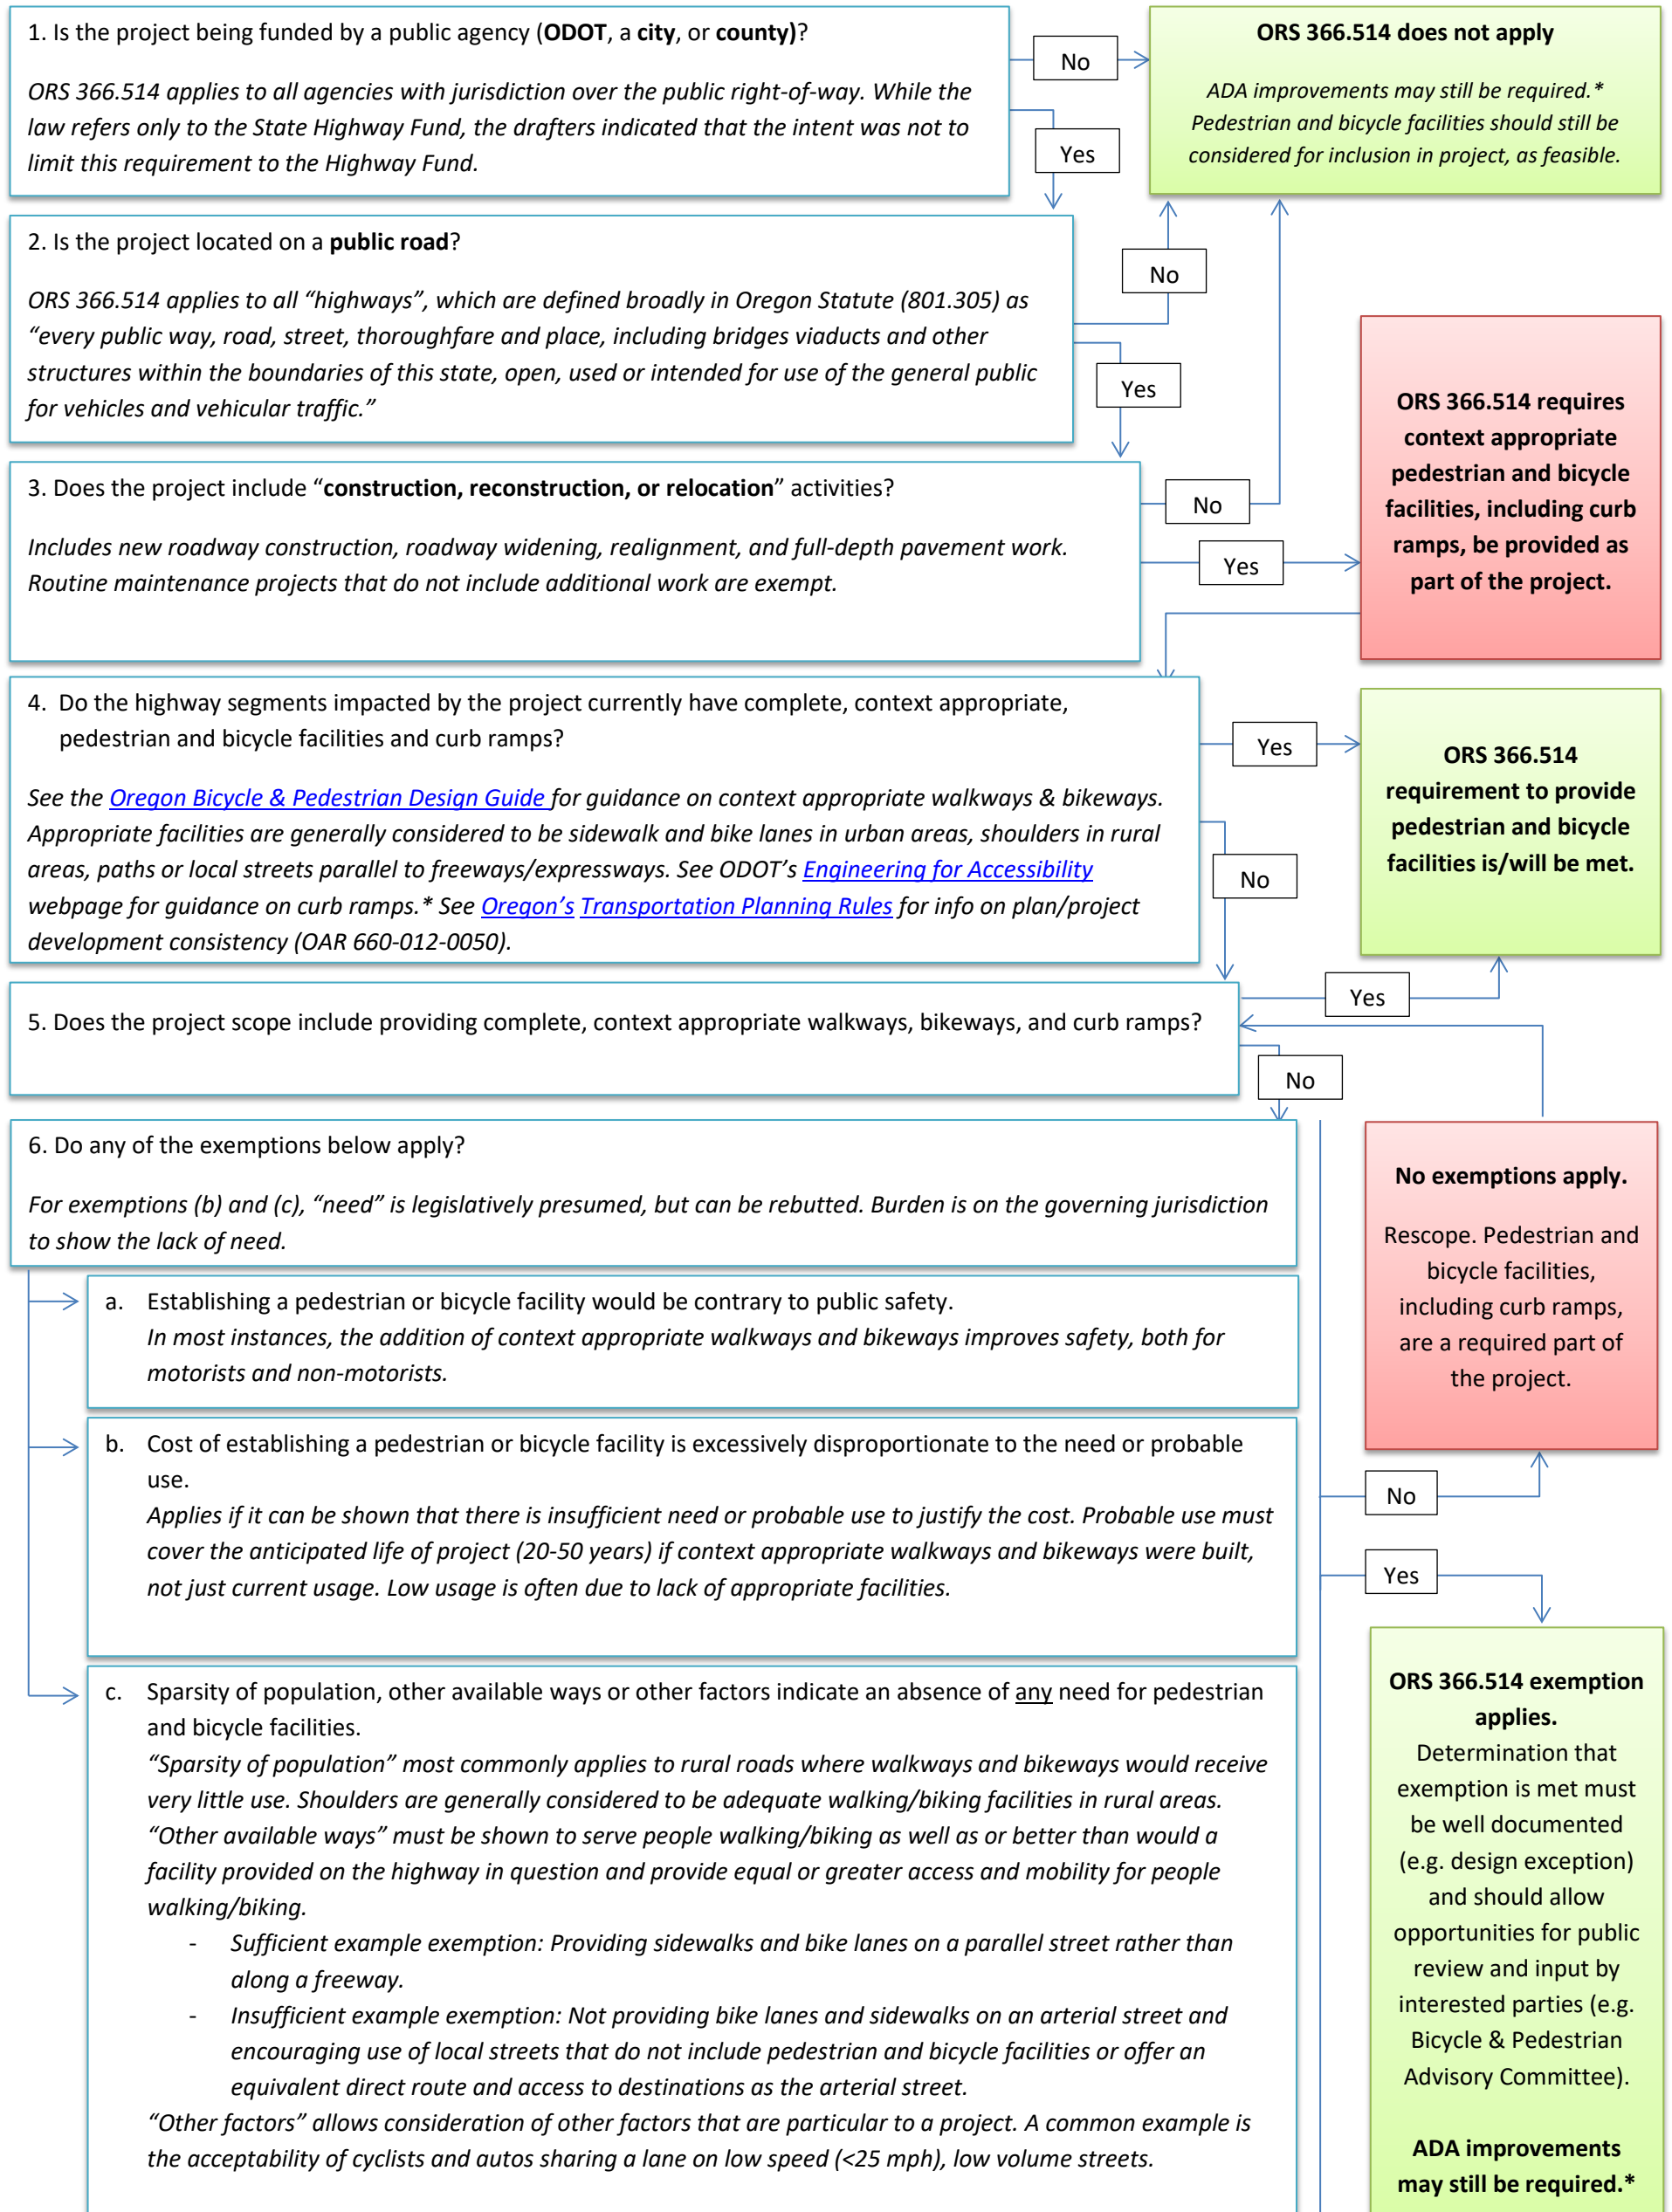 1. Is the project being funded by a public agency (ODOT, a city, or county)?
ORS 366.514 applies to all agencies with jurisdiction over the public right-of-way. While the
law refers only to the State Highway Fund, the drafters indicated that the intent was not to
limit this requirement to the Highway Fund.
No
Yes
ORS 366.514 does not apply
ADA improvements may still be required.*
Pedestrian and bicycle facilities should still be
considered for inclusion in project, as feasible.
2. Is the project located on a public road?
ORS 366.514 applies to all “highways”, which are defined broadly in Oregon Statute (801.305) as
“every public way, road, street, thoroughfare and place, including bridges viaducts and other
structures within the boundaries of this state, open, used or intended for use of the general public
for vehicles and vehicular traffic.”
No
Yes
3. Does the project include “construction, reconstruction, or relocation” activities?
Includes new roadway construction, roadway widening, realignment, and full-depth pavement work.
Routine maintenance projects that do not include additional work are exempt.
No
Yes
ORS 366.514 requires
context appropriate
pedestrian and bicycle
facilities, including curb
ramps, be provided as
part of the project.
4. Do the highway segments impacted by the project currently have complete, context appropriate,
pedestrian and bicycle facilities and curb ramps?
See the Oregon Bicycle & Pedestrian Design Guide for guidance on context appropriate walkways & bikeways.
Appropriate facilities are generally considered to be sidewalk and bike lanes in urban areas, shoulders in rural
areas, paths or local streets parallel to freeways/expressways. See ODOT’s Engineering for Accessibility
webpage for guidance on curb ramps.* See Oregon’s Transportation Planning Rules for info on plan/project
development consistency (OAR 660-012-0050).
Yes
No
ORS 366.514
requirement to provide
pedestrian and bicycle
facilities is/will be met.
5. Does the project scope include providing complete, context appropriate walkways, bikeways, and curb ramps?
Yes
No
6. Do any of the exemptions below apply?
For exemptions (b) and (c), “need” is legislatively presumed, but can be rebutted. Burden is on the governing jurisdiction
to show the lack of need.
No exemptions apply.
Rescope. Pedestrian and
bicycle facilities,
including curb ramps,
are a required part of
the project.
a. Establishing a pedestrian or bicycle facility would be contrary to public safety.
In most instances, the addition of context appropriate walkways and bikeways improves safety, both for
motorists and non-motorists.
b. Cost of establishing a pedestrian or bicycle facility is excessively disproportionate to the need or probable
use.
Applies if it can be shown that there is insufficient need or probable use to justify the cost. Probable use must
cover the anticipated life of project (20-50 years) if context appropriate walkways and bikeways were built,
not just current usage. Low usage is often due to lack of appropriate facilities.
No
Yes
c. Sparsity of population, other available ways or other factors indicate an absence of any need for pedestrian
and bicycle facilities.
“Sparsity of population” most commonly applies to rural roads where walkways and bikeways would receive
very little use. Shoulders are generally considered to be adequate walking/biking facilities in rural areas.
“Other available ways” must be shown to serve people walking/biking as well as or better than would a
facility provided on the highway in question and provide equal or greater access and mobility for people
walking/biking.
- Sufficient example exemption: Providing sidewalks and bike lanes on a parallel street rather than
along a freeway.
- Insufficient example exemption: Not providing bike lanes and sidewalks on an arterial street and
encouraging use of local streets that do not include pedestrian and bicycle facilities or offer an
equivalent direct route and access to destinations as the arterial street.
“Other factors” allows consideration of other factors that are particular to a project. A common example is
the acceptability of cyclists and autos sharing a lane on low speed (<25 mph), low volume streets.
ORS 366.514 exemption
applies.
Determination that
exemption is met must
be well documented
(e.g. design exception)
and should allow
opportunities for public
review and input by
interested parties (e.g.
Bicycle & Pedestrian
Advisory Committee).
ADA improvements
may still be required.*